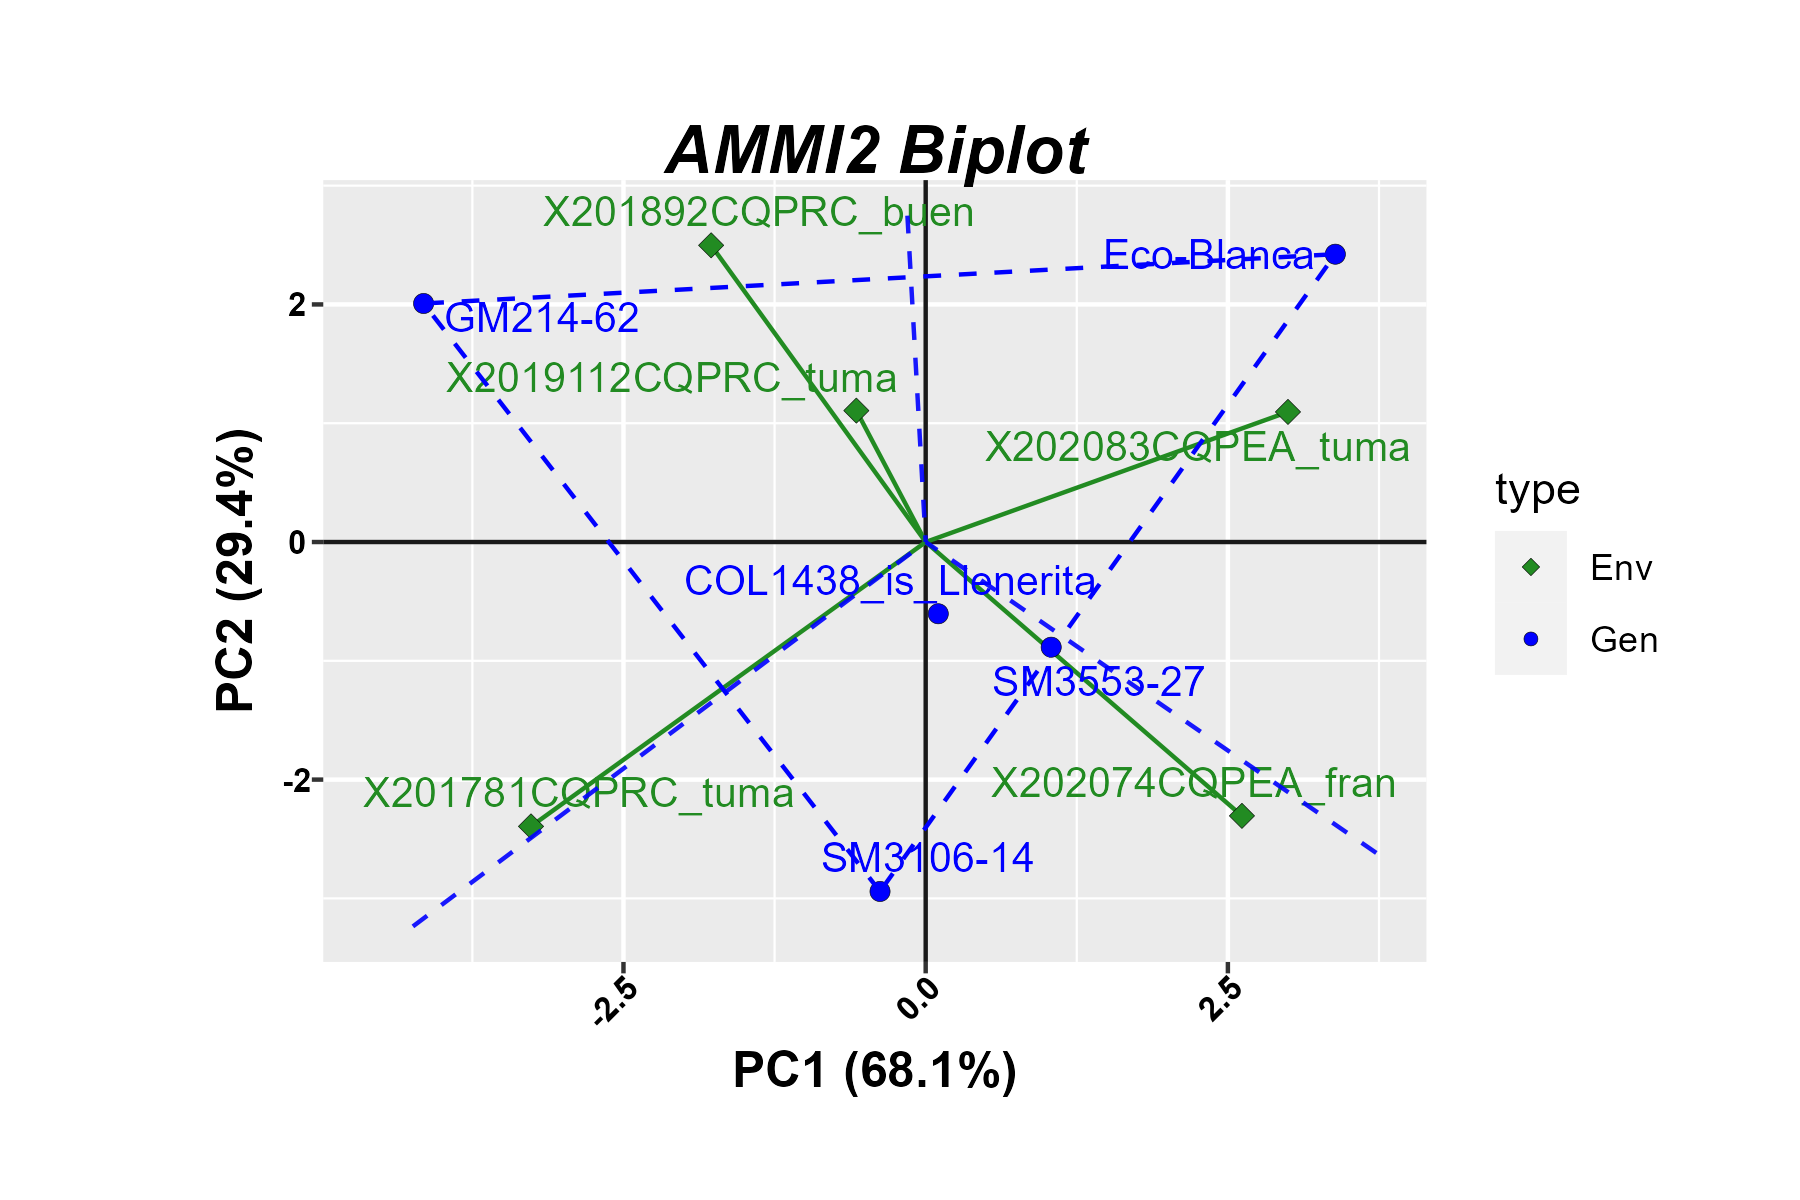 AMMI2 Biplot
X201892CQPRC_buen
Eco-Blanca
GM214-62
X2019112CQPRC_tuma
X202083CQPEA_tuma
COL1438_is_Llenerita
SM3553-27
X201781CQPRC_tuma
X202074CQPEA_fran
SM3106-14
2
0
-2
PC2 (29.4%)
-2.5
0.0
2.5
PC1 (68.1%)
type
Env
Gen